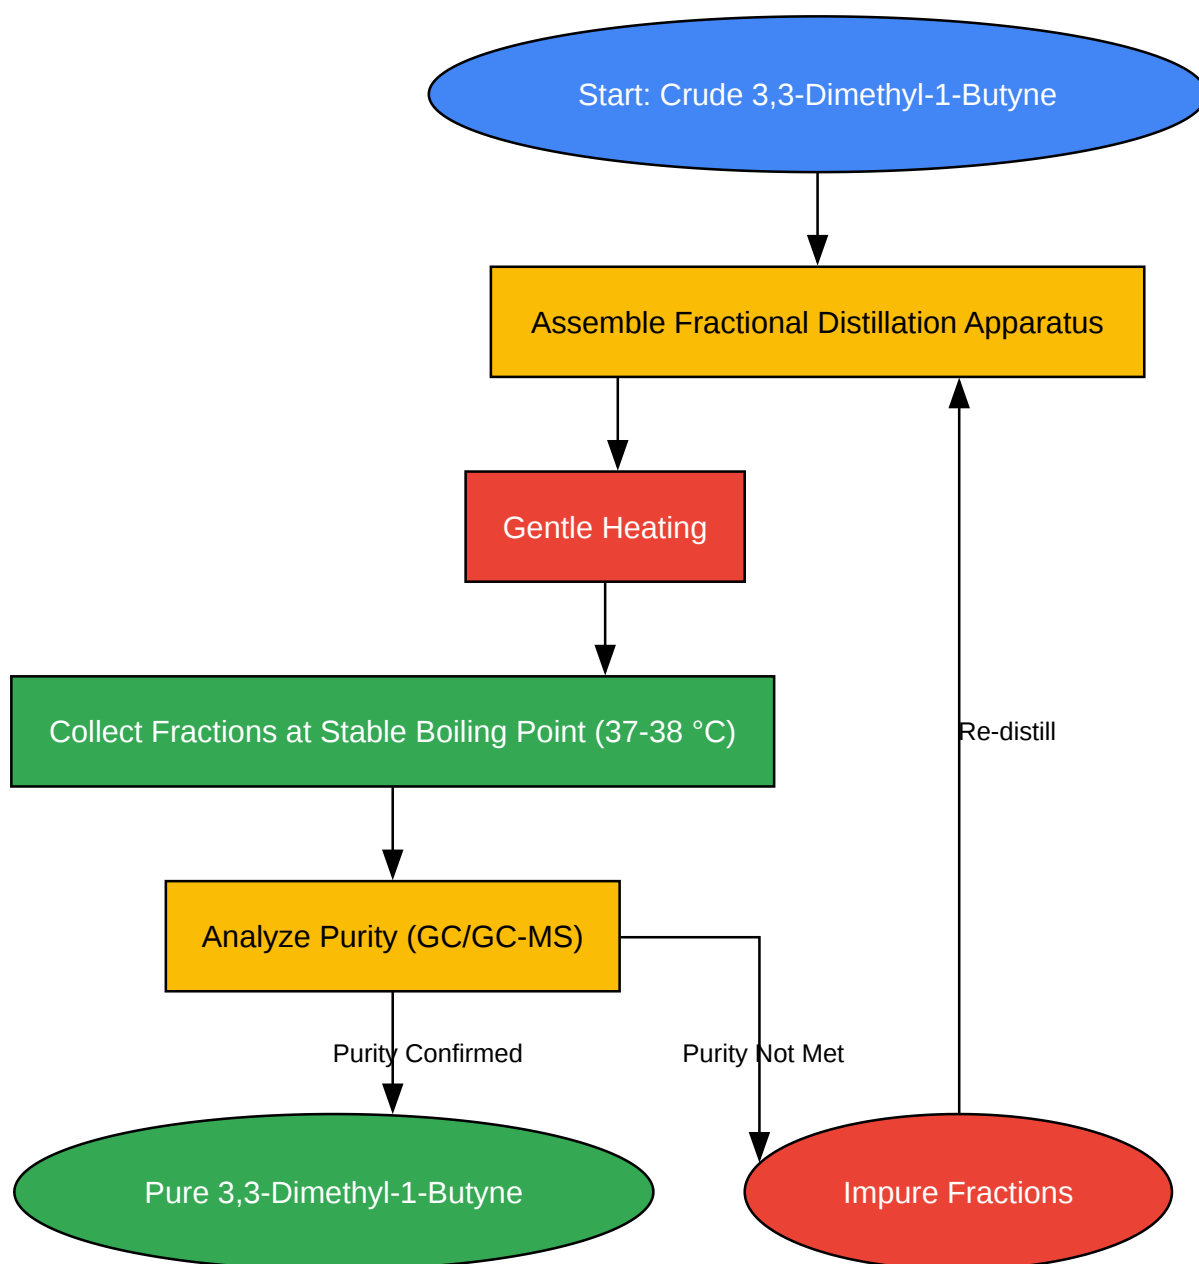 Start: Crude 3,3-Dimethyl-1-Butyne
Assemble Fractional Distillation Apparatus
Gentle Heating
Collect Fractions at Stable Boiling Point (37-38 °C)
Re-distill
Analyze Purity (GC/GC-MS)
Purity Confirmed
Purity Not Met
Pure 3,3-Dimethyl-1-Butyne
Impure Fractions